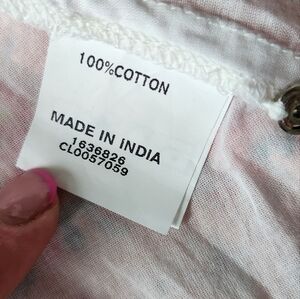 100%COTTON
MADE IN INDIA
1636826
CL0057059